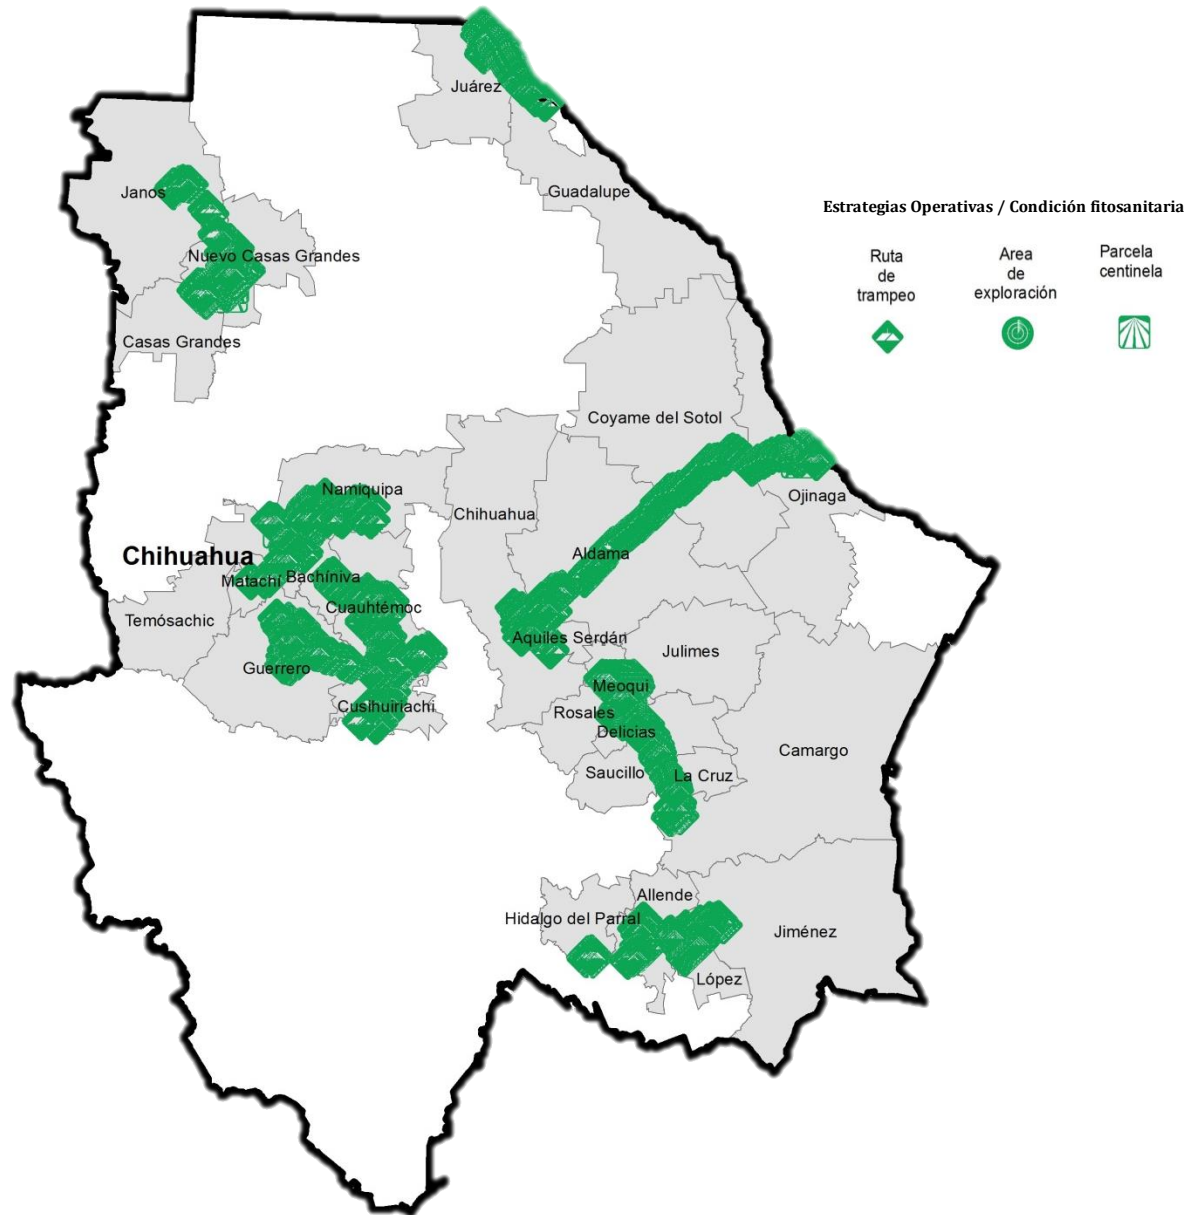 Juárez
Guadalupe
Janos
Nuevo Casas Grandes
Casas Grandes
Estrategias Operativas / Condición fitosanitaria
Ruta
de
trampeo
Area
de
exploración
Parcela
centinela
Coyame del Sotol
Ojinaga
Namiquipa
Chihuahua
Chihuahua
Aldama
Matachí
Bachíniva
Temósachic
Cuauhtémoc
Aquiles Serdán
Julimes
Guerrero
Meoqui
Cusihuiriachi
Rosales
Delicias
Camargo
Saucillo
La Cruz
Allende
Hidalgo del Parral
Jiménez
López